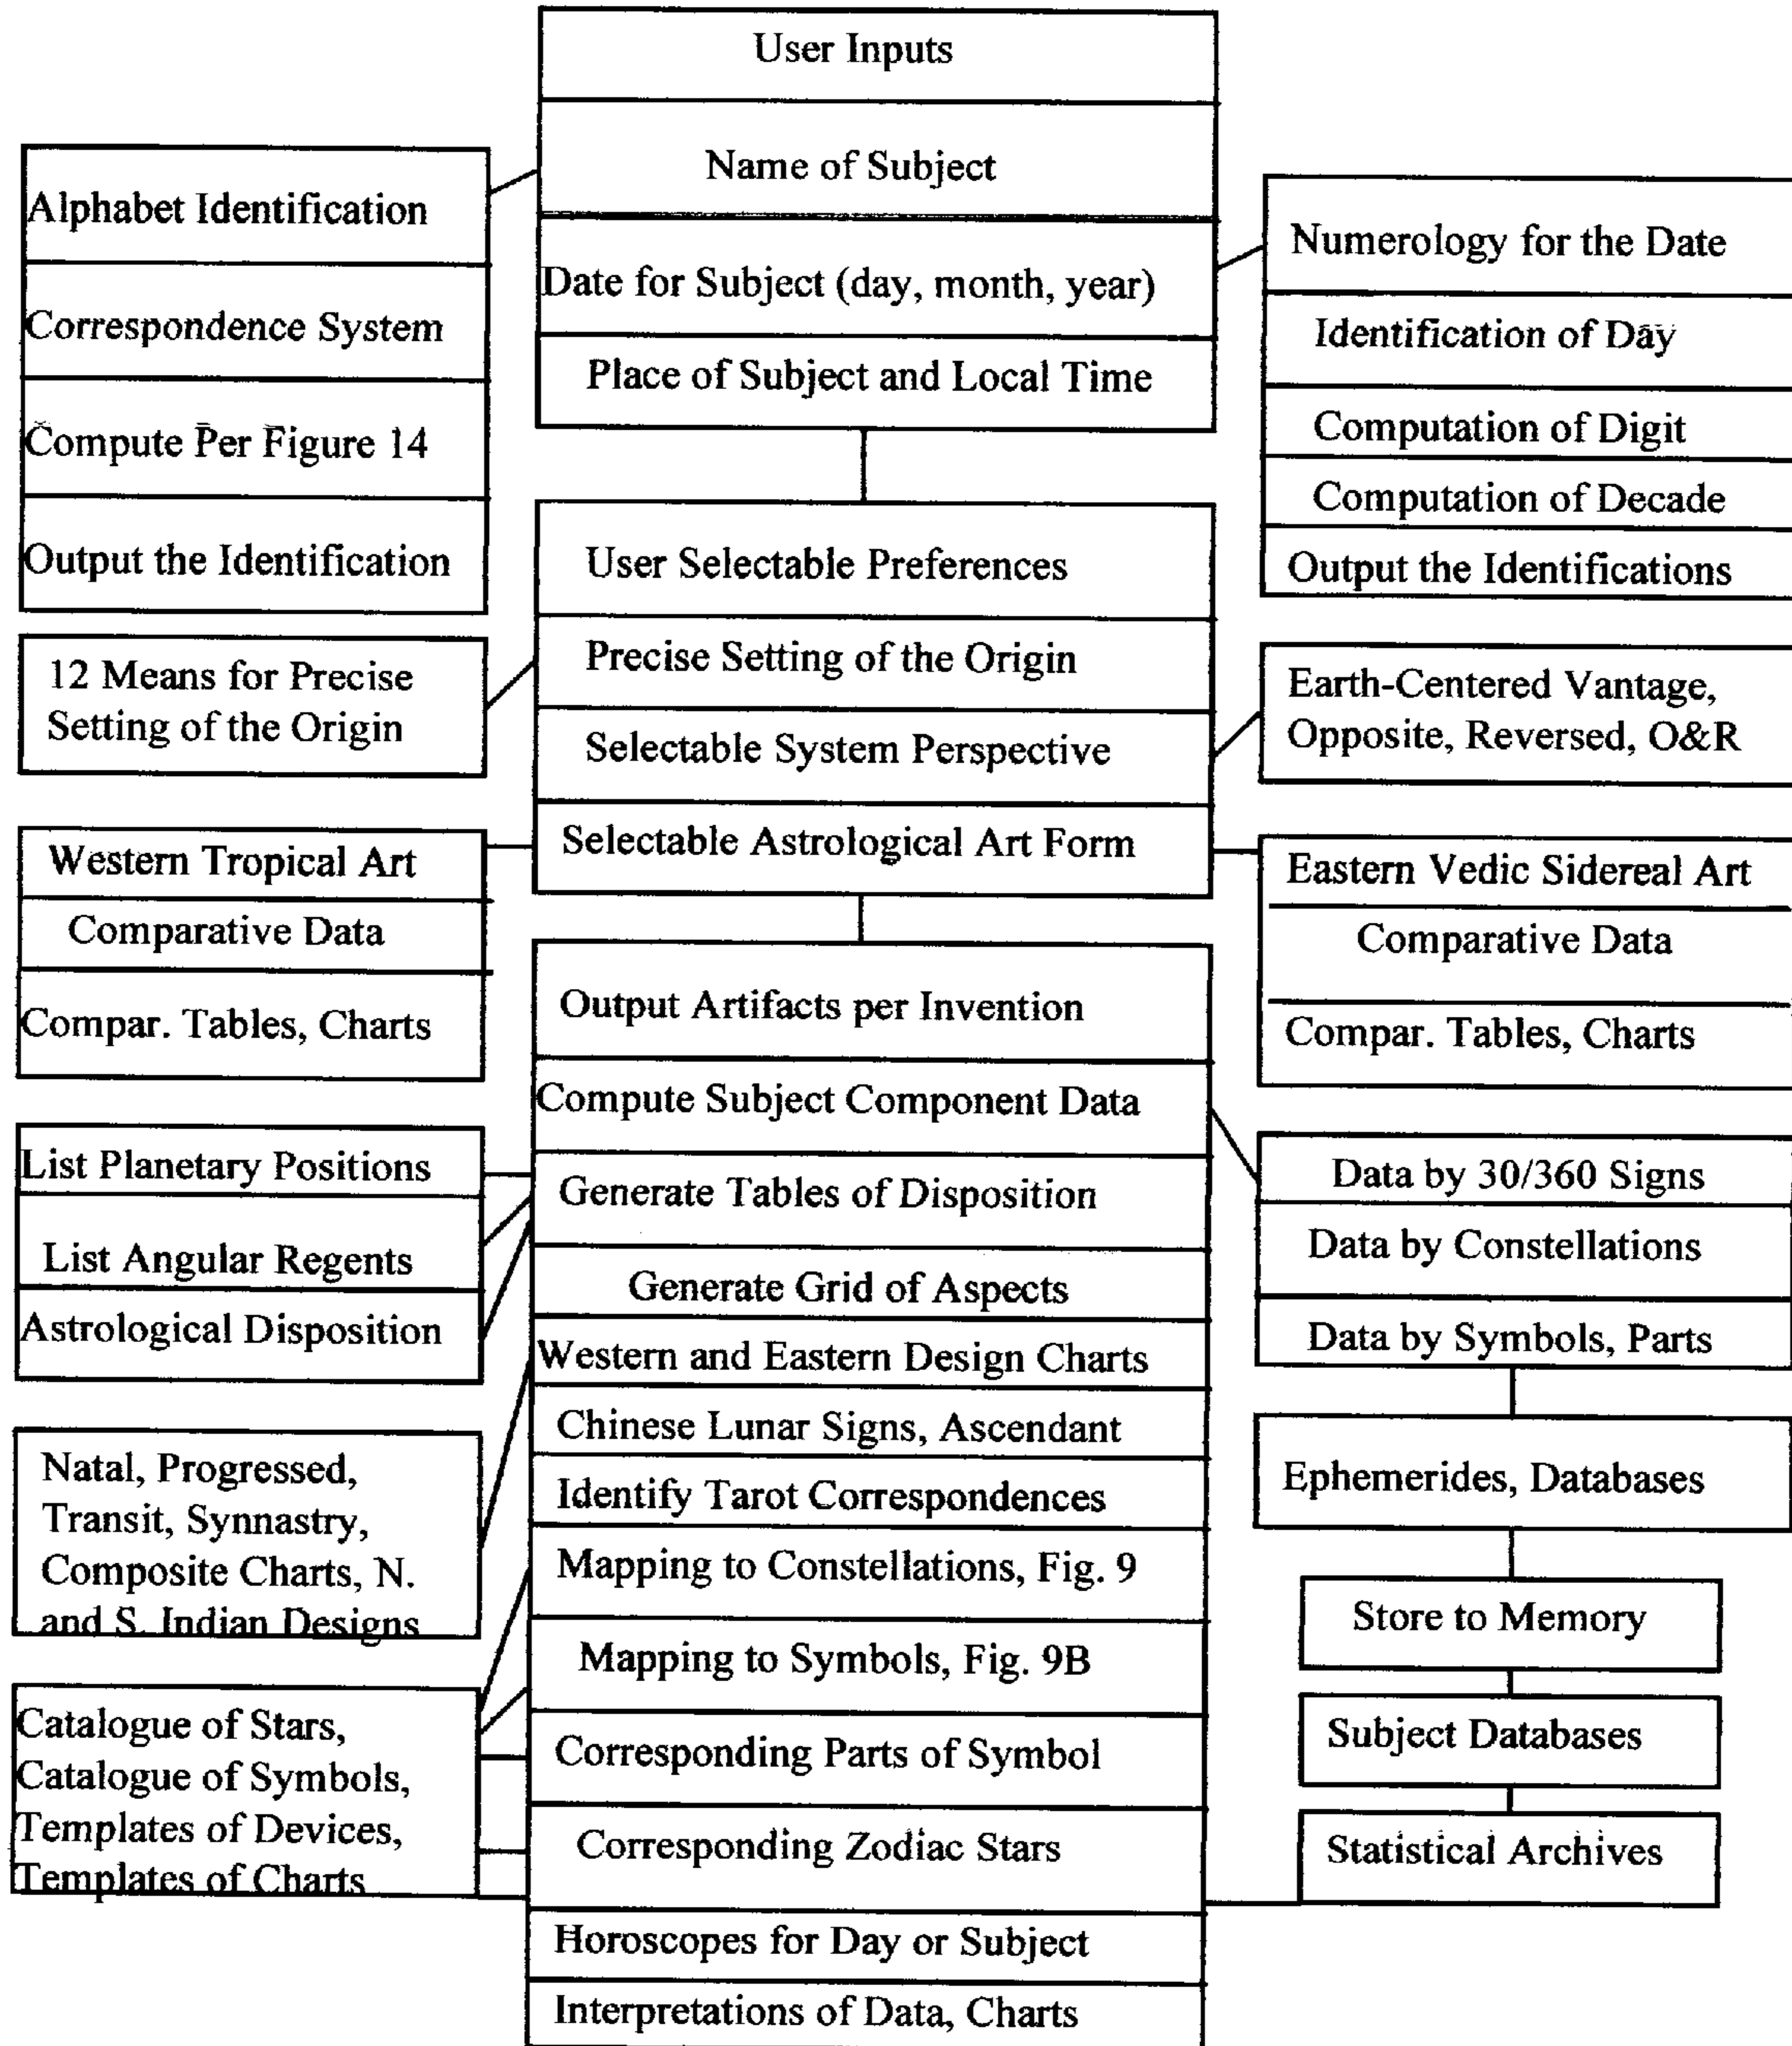 User Inputs
Name of Subject
Date for Subject (day, month, year)
Place of Subject and Local Time
Alphabet Identification
Correspondence System
Compute Per Figure 14
Output the Identification
Numerology for the Date
Identification of Day
Computation of Digit
Computation of Decade
Output the Identifications
User Selectable Preferences
Precise Setting of the Origin
Selectable System Perspective
Selectable Astrological Art Form
12 Means for Precise
Setting of the Origin
Earth-Centered Vantage,
Opposite, Reversed, O&R
Western Tropical Art
Comparative Data
Compar. Tables, Charts
Eastern Vedic Sidereal Art
Comparative Data
Compar. Tables, Charts
Output Artifacts per Invention
Compute Subject Component Data
Generate Tables of Disposition
Generate Grid of Aspects
Western and Eastern Design Charts
Chinese Lunar Signs, Ascendant
Identify Tarot Correspondences
Mapping to Constellations, Fig. 9
Mapping to Symbols, Fig. 9B
Corresponding Parts of Symbol
Corresponding Zodiac Stars
Horoscopes for Day or Subject
Interpretations of Data, Charts
List Planetary Positions
List Angular Regents
Astrological Disposition
Natal, Progressed,
Transit, Synnastry,
Composite Charts, N.
and S. Indian Designs
Catalogue of Stars,
Catalogue of Symbols,
Templates of Devices,
Templates of Charts
Data by 30/360 Signs
Data by Constellations
Data by Symbols, Parts
Ephemerides, Databases
Store to Memory
Subject Databases
Statistical Archives